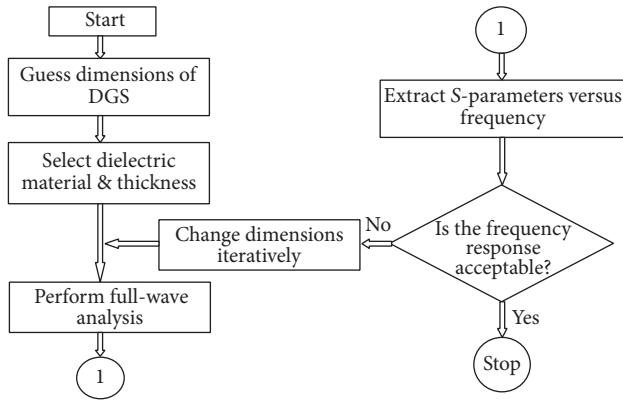 Start
Guess dimensions of
DGS
Select dielectric
material & thickness
Perform full-wave
analysis
1
1
Extract S-parameters versus
frequency
Is the frequency
response
acceptable?
No
Change dimensions
iteratively
Yes
Stop